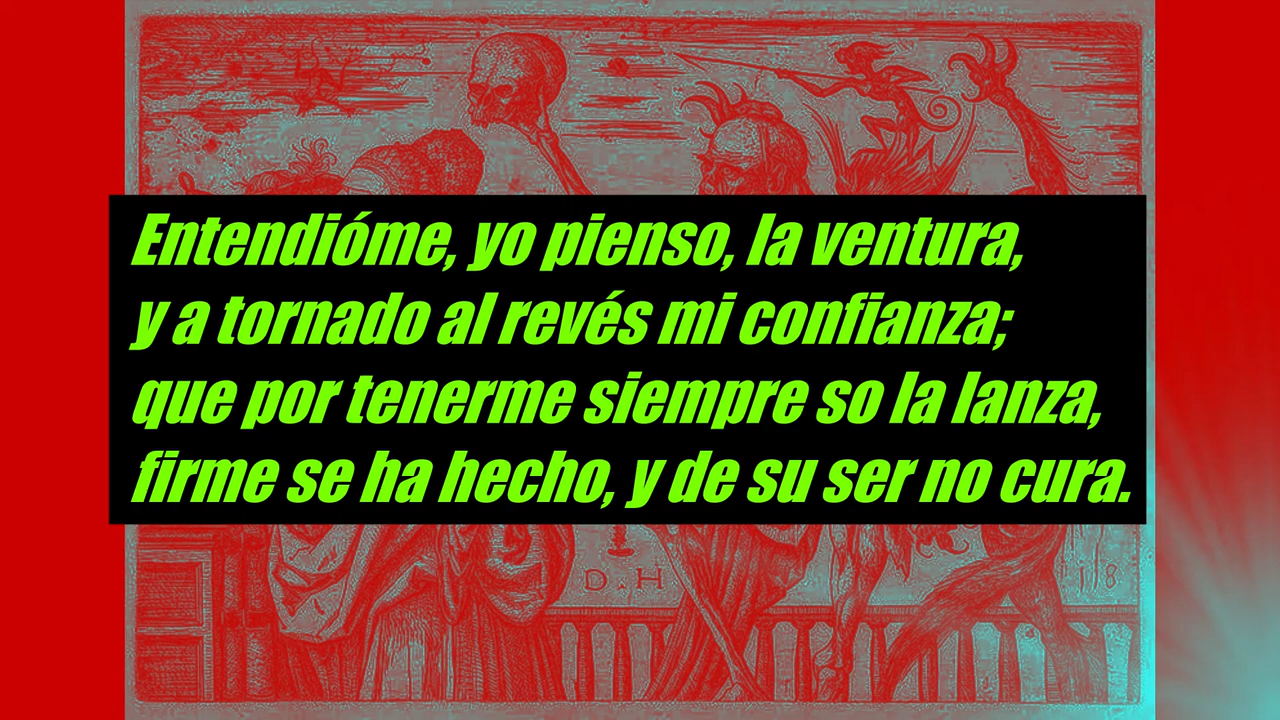 Entendióme, yo pienso, la ventura,
y a tornado al revés mi confianza;
que por tenerme siempre so la lanza,
firme se ha hecho, y de su ser no cura.
D.H